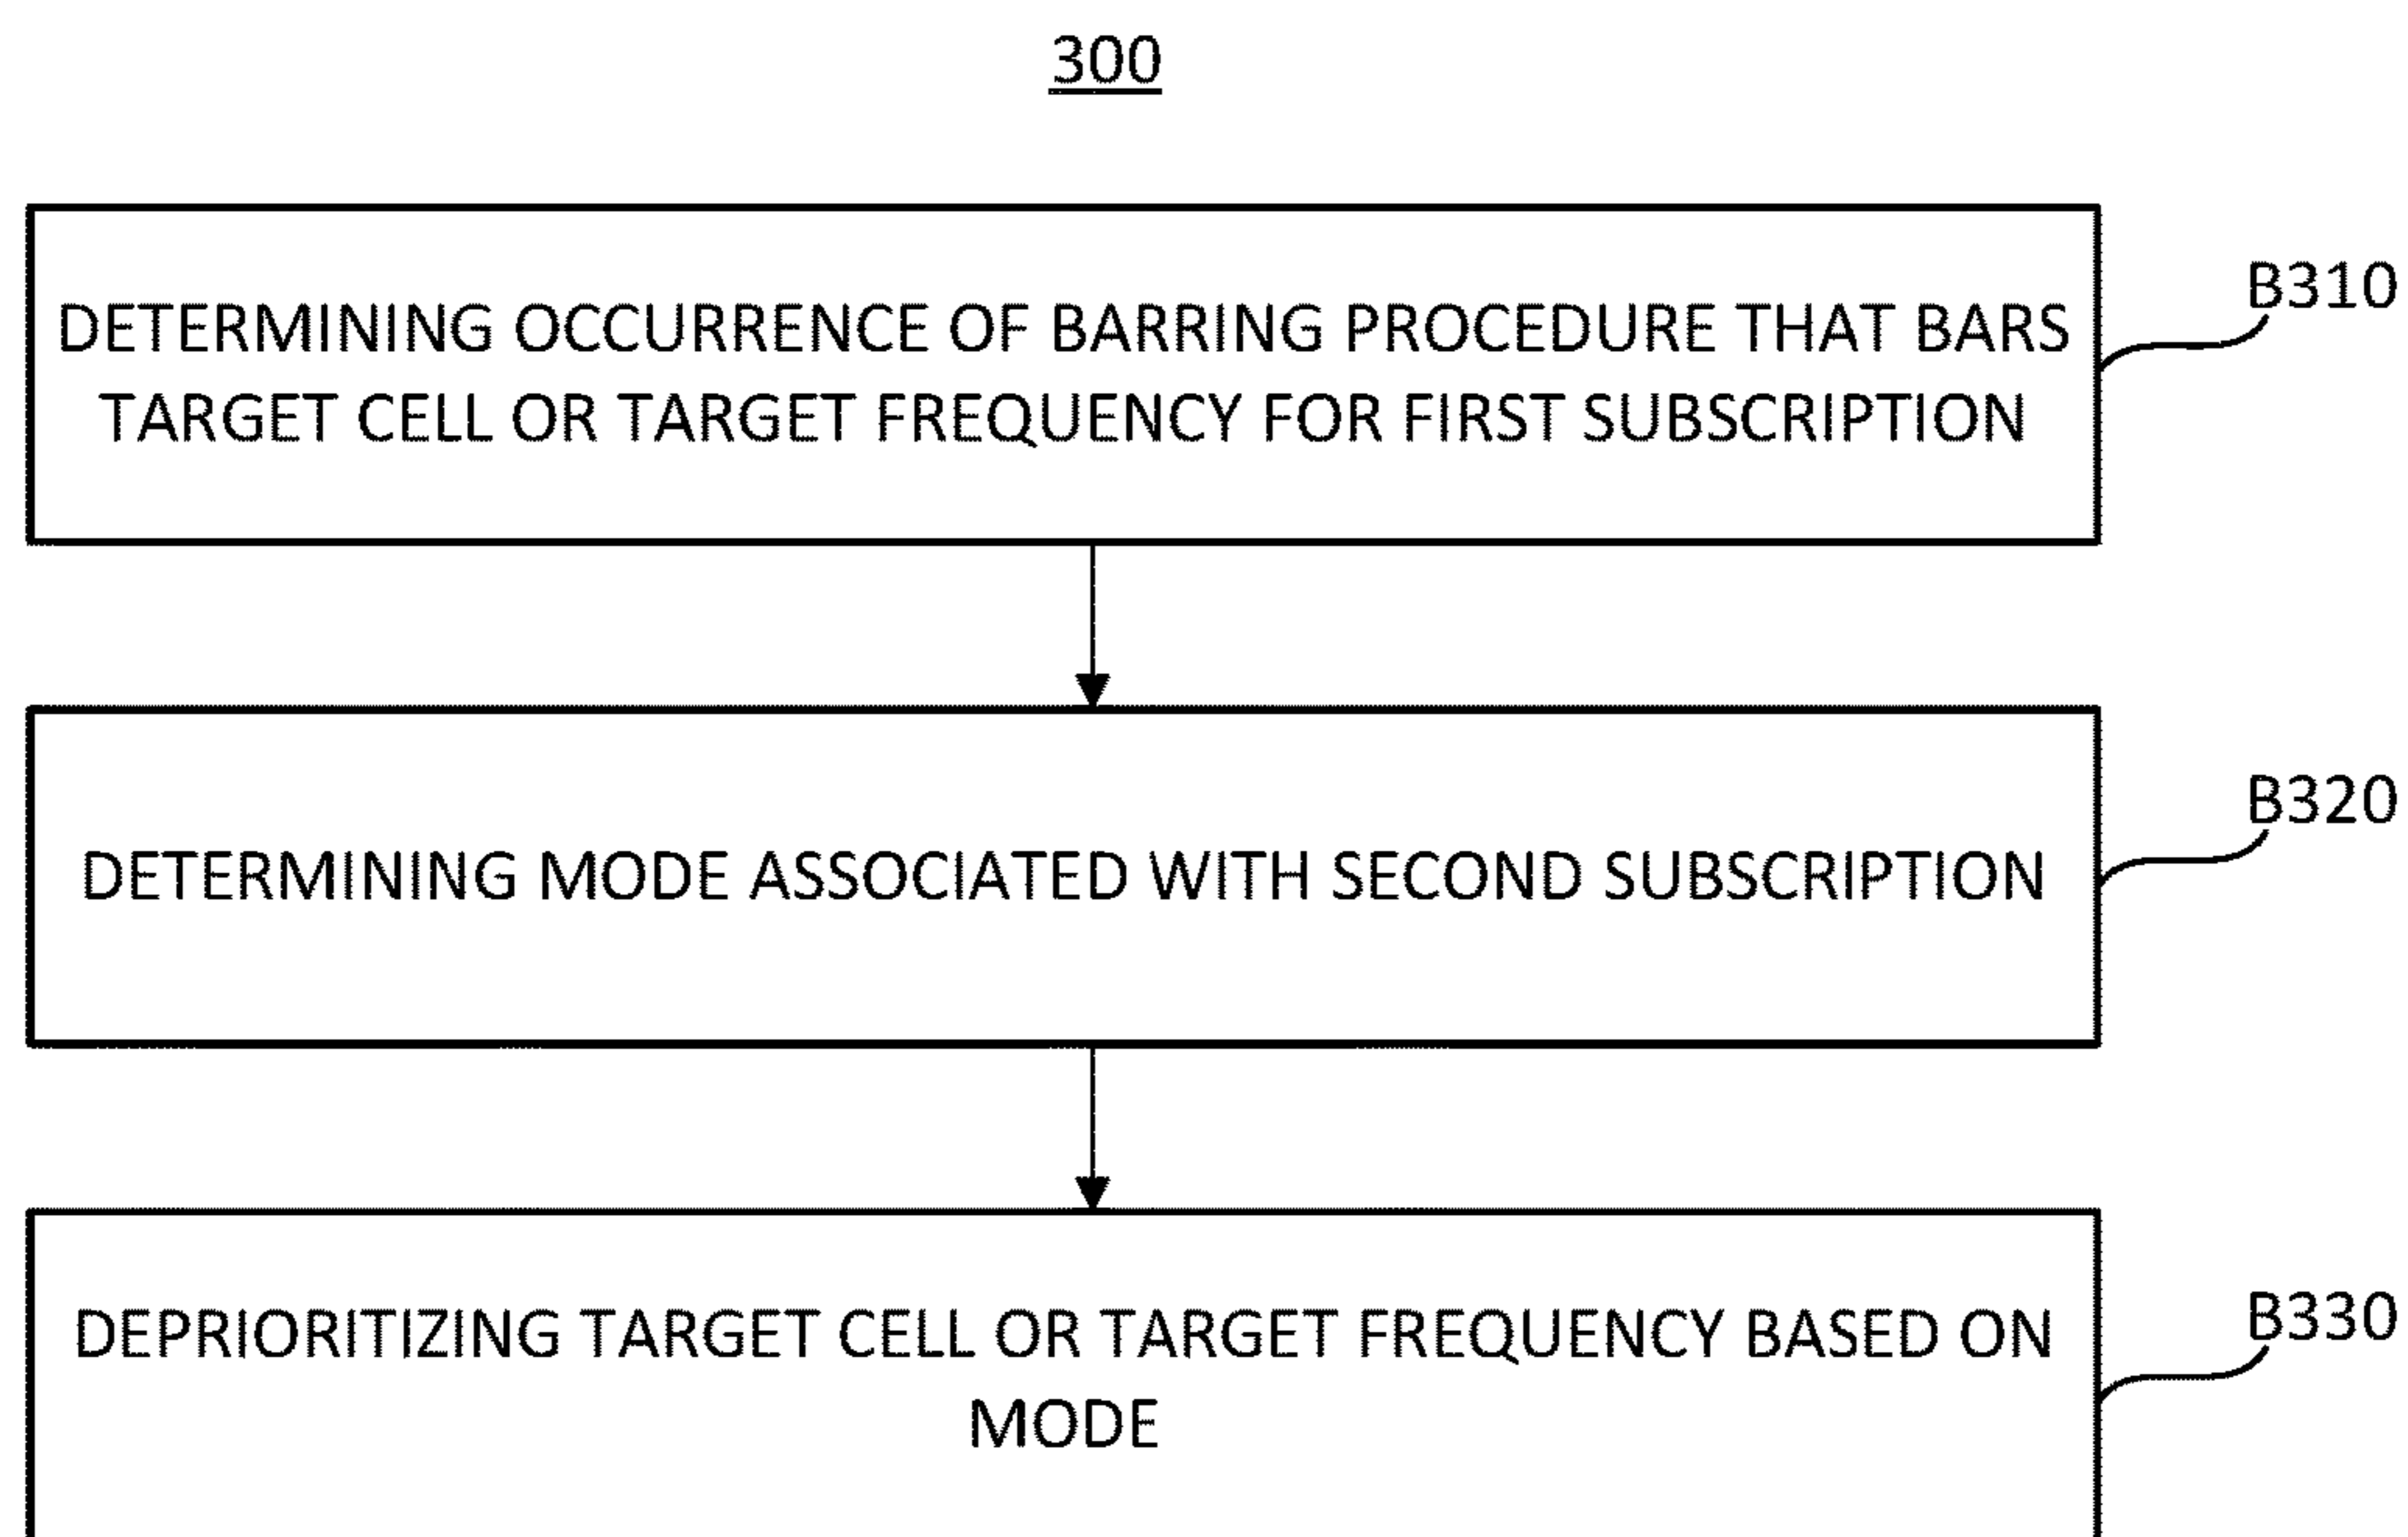 300
DETERMINING OCCURRENCE OF BARRING PROCEDURE THAT BARS
TARGET CELL OR TARGET FREQUENCY FOR FIRST SUBSCRIPTION
B310
DETERMINING MODE ASSOCIATED WITH SECOND SUBSCRIPTION
B320
DEPRIORITIZING TARGET CELL OR TARGET FREQUENCY BASED ON
MODE
B330